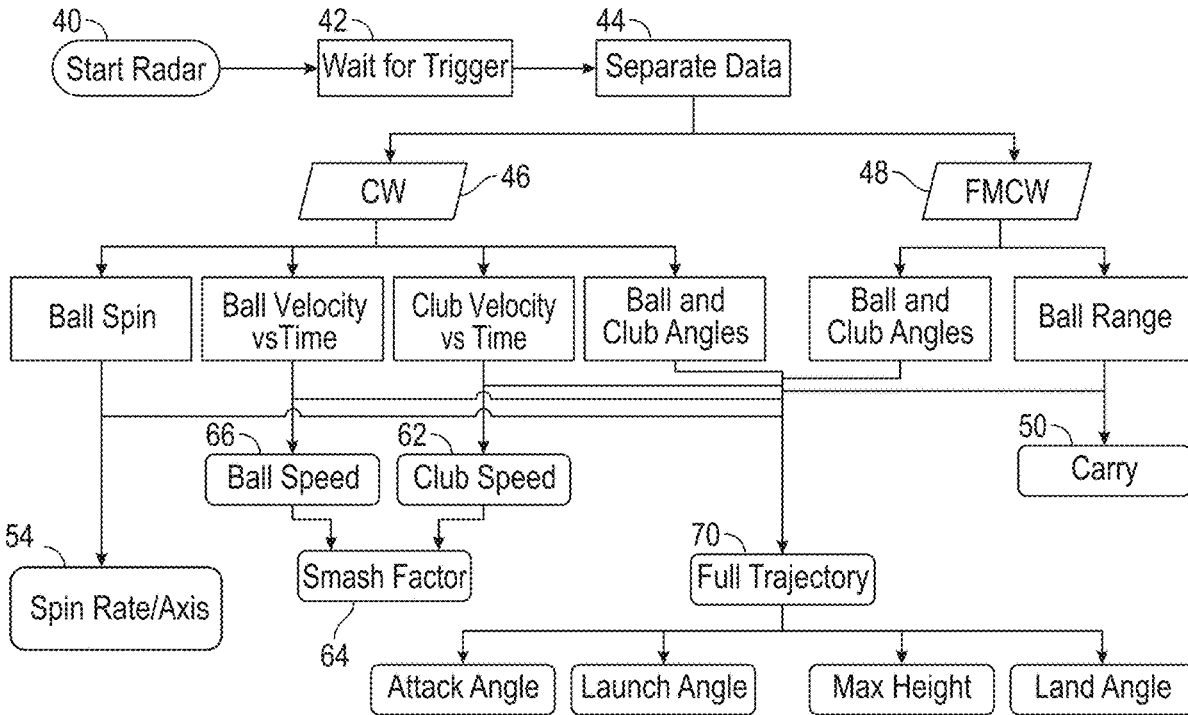 40
42
44
Start Radar
Wait for Trigger
Separate Data
CW
46
48
FMCW
Ball Spin
Ball Velocity
vsTime
Club Velocity
vs Time
Ball and
Club Angles
Ball and
Club Angles
Ball Range
66
Ball Speed
62
Club Speed
50
Carry
54
Spin Rate/Axis
Smash Factor
64
70
Full Trajectory
Attack Angle
Launch Angle
Max Height
Land Angle